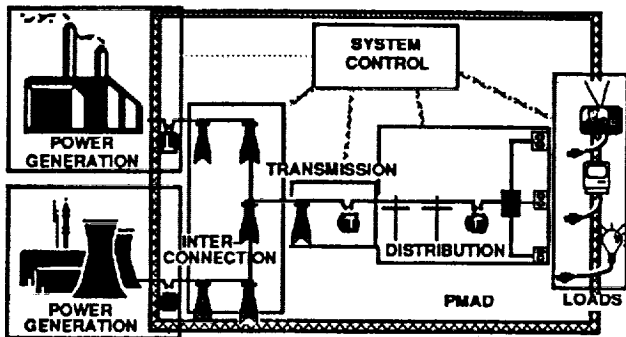 SYSTEM
CONTROL
POWER
GENERATION
TRANSMISSION
T
T
INTER-
CONNECTION
DISTRIBUTION
POWER
GENERATION
PMAD
LOADS